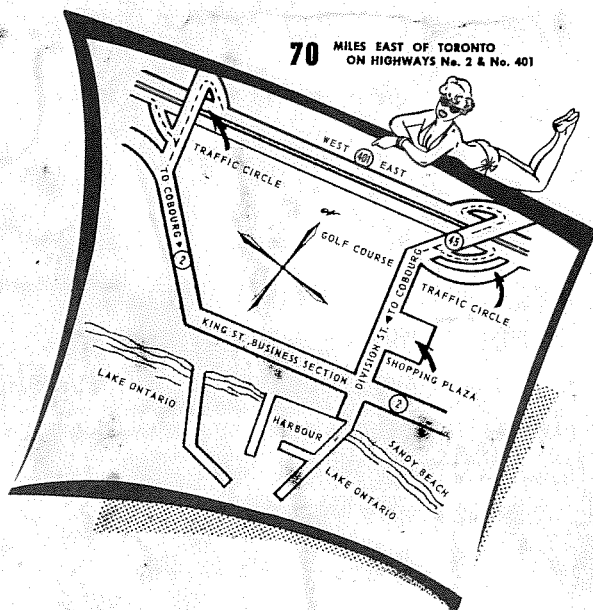 70 MILES EAST OF TORONTO
ON HIGHWAYS No. 2 & No. 401
WEST 401 EAST
TRAFFIC CIRCLE
TO COBOURG
2
GOLF COURSE
45
TO COBOURG
TRAFFIC CIRCLE
DIVISION ST.
SHOPPING PLAZA
KING ST., BUSINESS SECTION
2
LAKE ONTARIO
HARBOUR
SANDY BEACH
LAKE ONTARIO